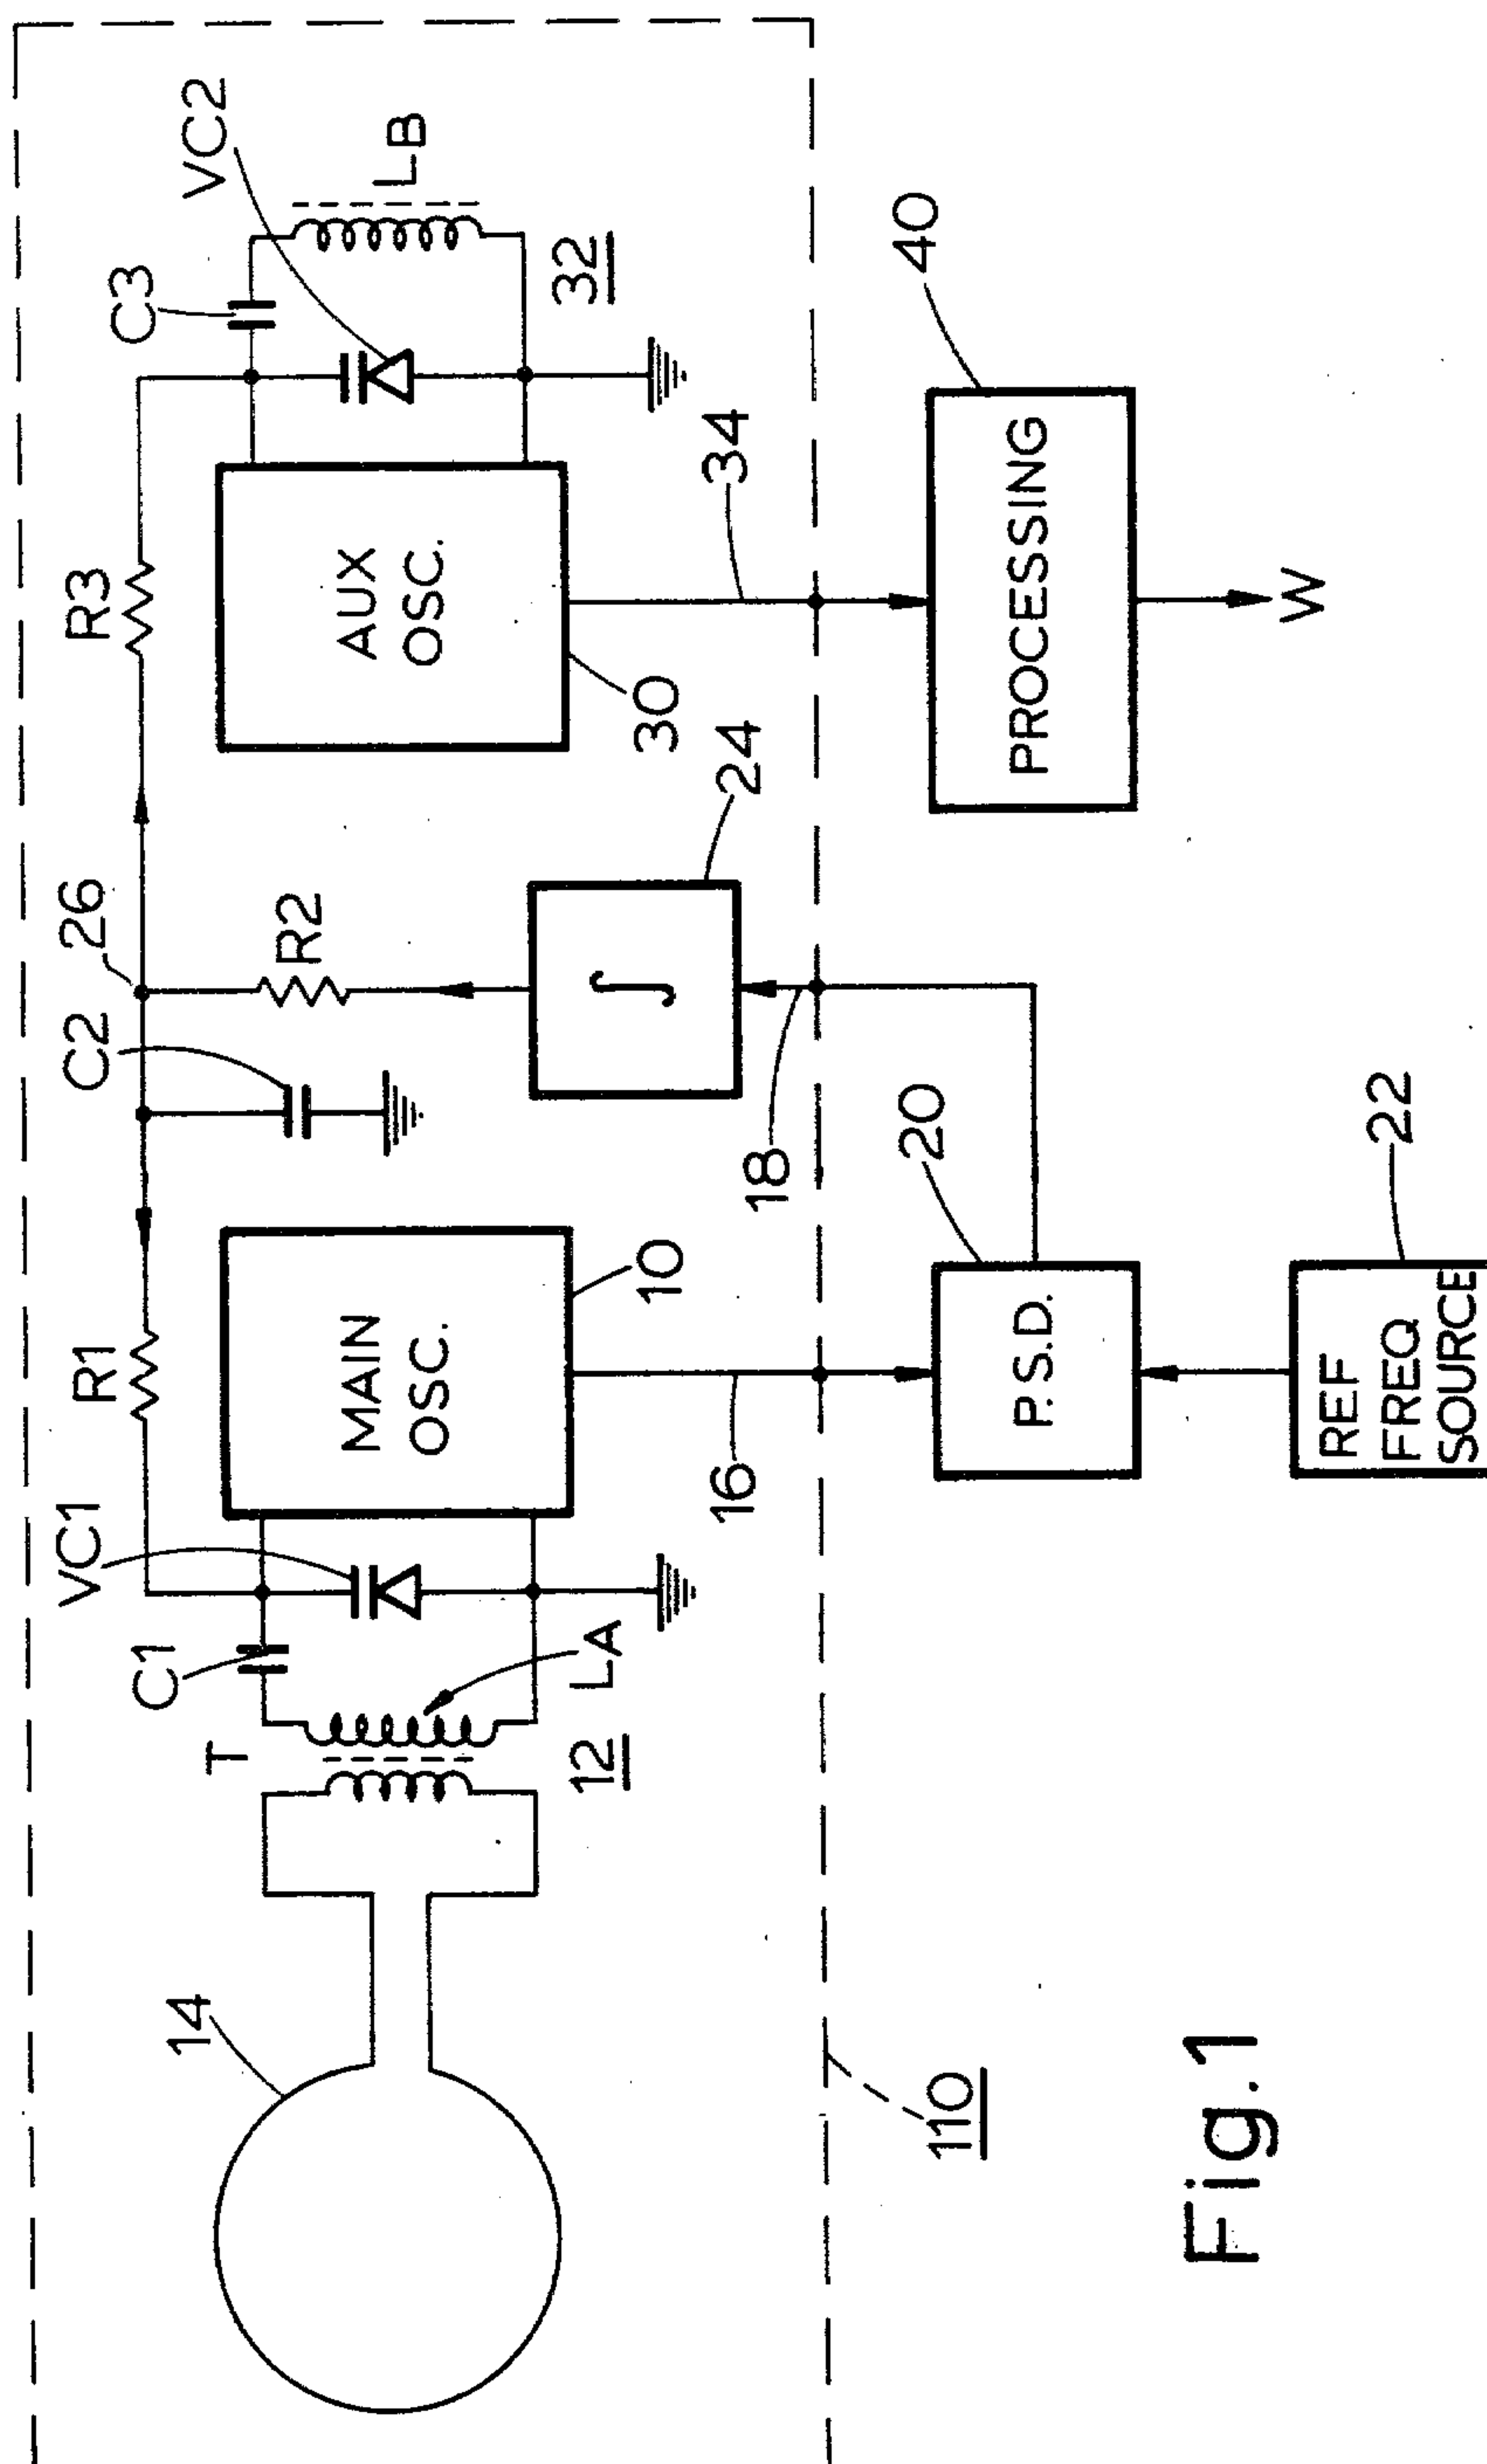 14
T
C1
VC1
R1
C2
26
R2
R3
C3
VC2
LB
LA
12
MAIN
OSC.
10
16
18
24
∫
AUX
OSC.
30
34
32
110
P.S.D.
20
REF
FREQ
SOURCE
22
PROCESSING
40
W
Fig.1